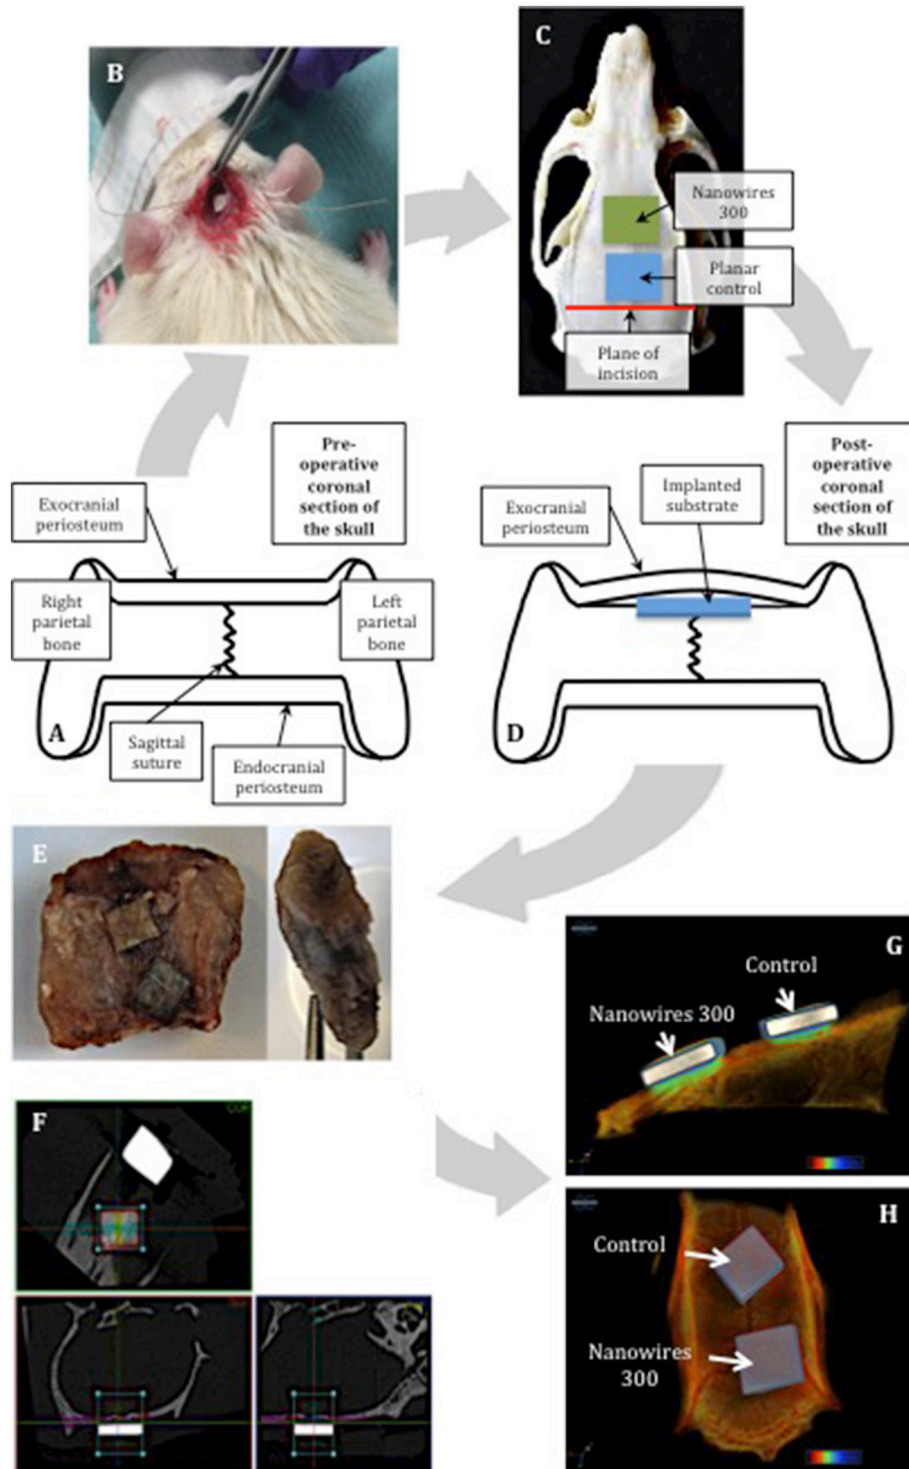 B
C
Nanowires
300
Planar
control
Plane of
incision
Pre-
operative
coronal
section of
the skull
Exocranial
periosteum
Right
parietal
bone
Left
parietal
bone
A
Sagittal
suture
Endocranial
periosteum
Post-
operative
coronal
section of
the skull
Implanted
substrate
Exocranial
periosteum
D
E
F
G
Control
Nanowires 300
H
Control
Nanowires
300